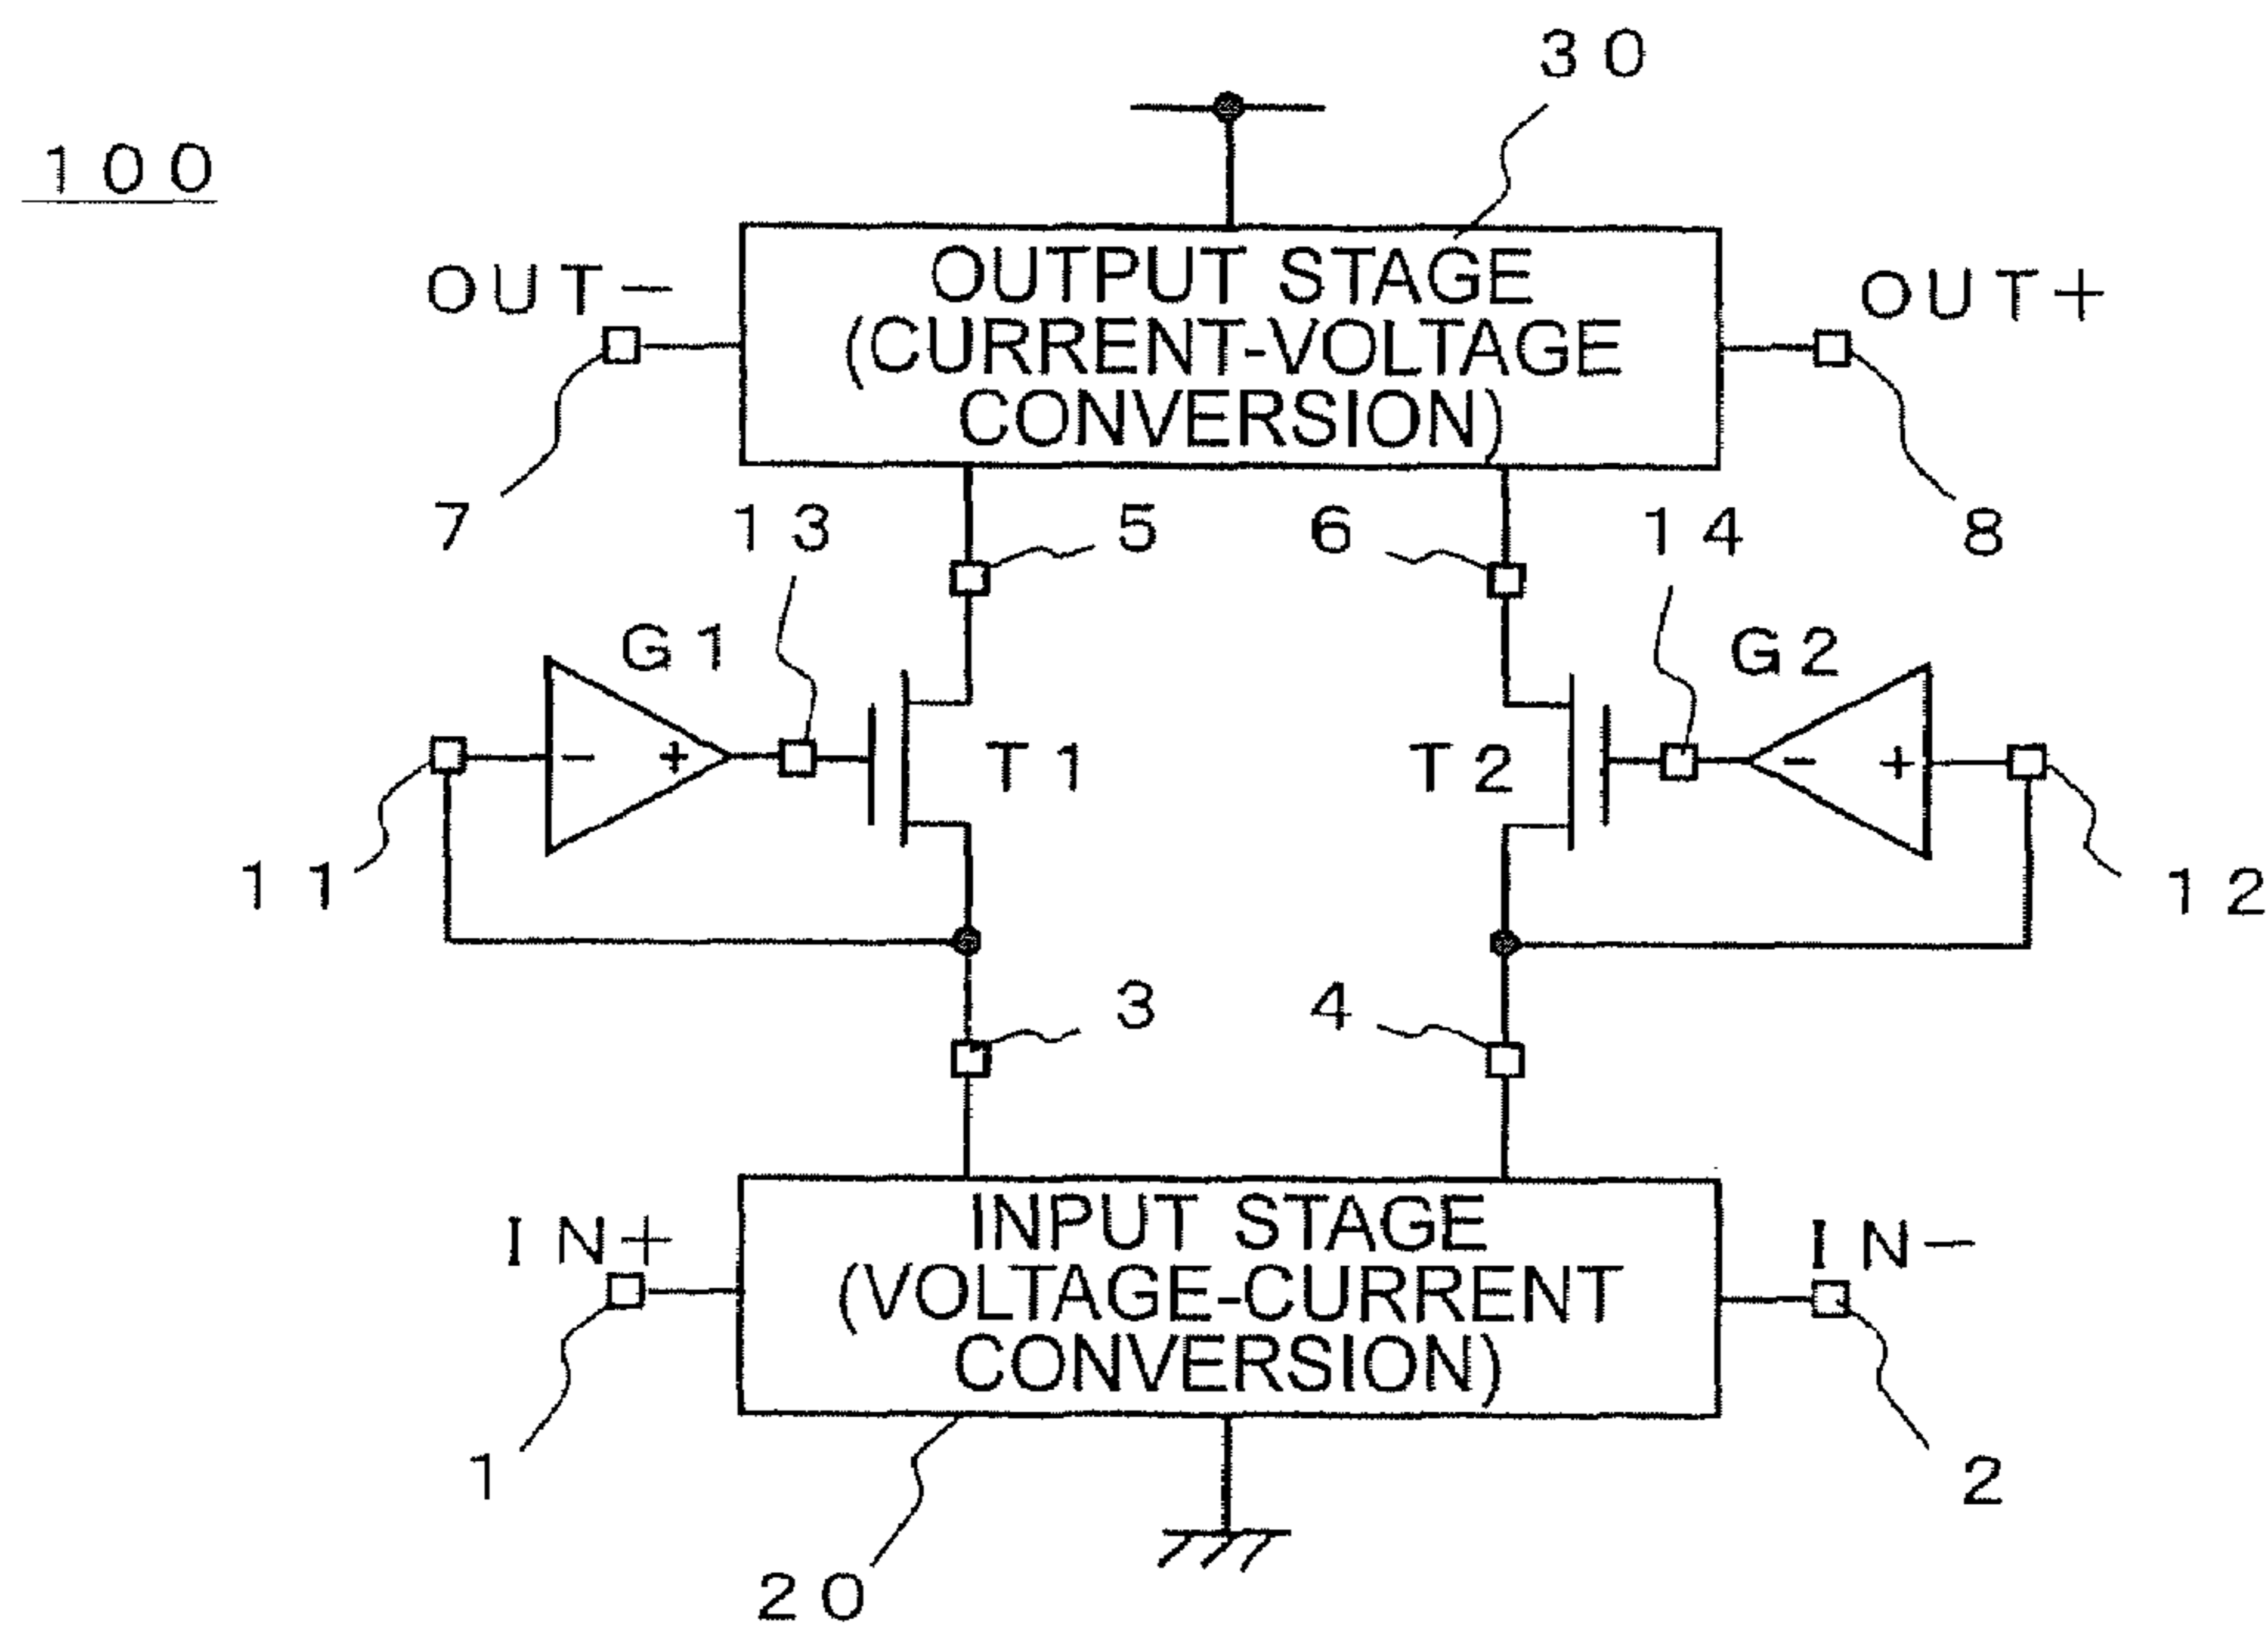 30
100
OUTPUT STAGE
(CURRENT-VOLTAGE
CONVERSION)
OUT-
OUT+
7
13
5
6
14
8
G1
G2
- +
T1
T2
- +
11
12
3
4
INPUT STAGE
(VOLTAGE-CURRENT
CONVERSION)
IN+
IN-
1
2
20